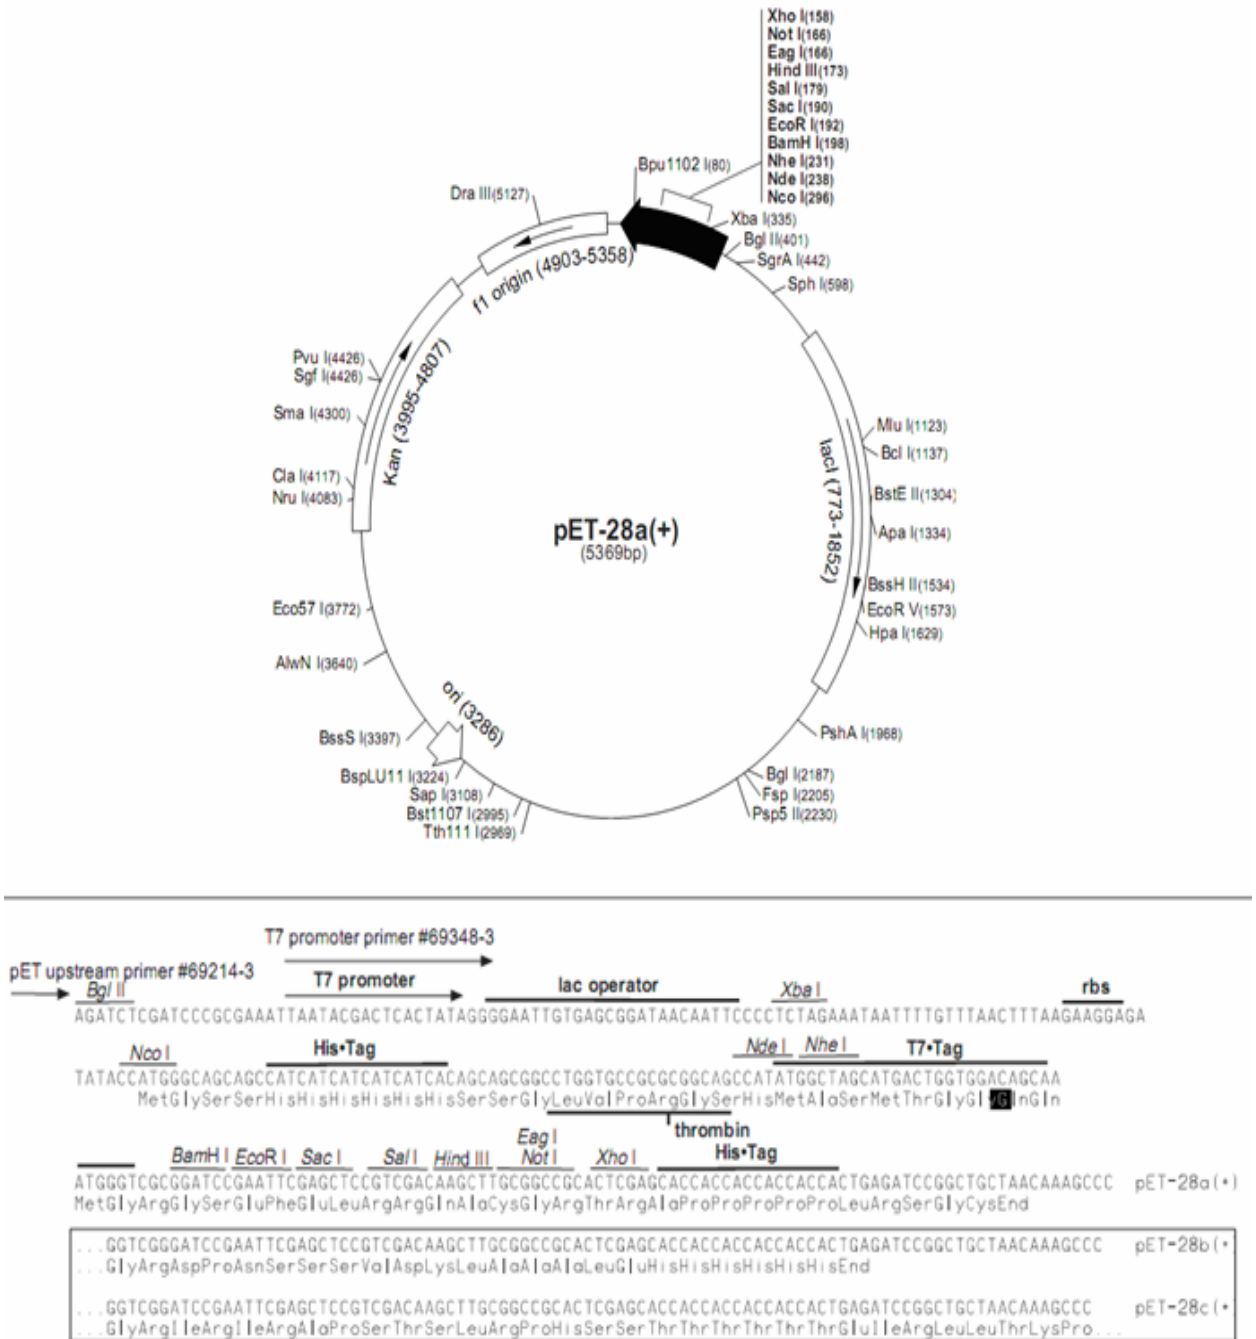 Xho I(158)
Not I(166)
Eag I(166)
Hind III(173)
Sal I(179)
Sac I(190)
EcoR I(192)
BamH I(198)
Nhe I(231)
Nde I(238)
Nco I(296)
Bpu1102 I(80)
Dra III(5127)
Xba I(335)
Bgl II(401)
SgrA I(442)
Sph I(598)
f1 origin (4903-5358)
Kan (3995-4807)
lacI (773-1852)
Pvu I(4426)
Sgf I(4426)
Sma I(4300)
Cla I(4117)
Nru I(4083)
Mlu I(1123)
Bcl I(1137)
BstE II(1304)
Apa I(1334)
pET-28a(+)
(5369bp)
BssH II(1534)
EcoR V(1573)
Hpa I(1629)
Eco57 I(3772)
AlwN I(3640)
ori (3286)
BssS I(3397)
PshA I(1968)
BspLU11 I(3224)
Sap I(3108)
Bst1107 I(2995)
Tth111 I(2969)
Bgl I(2187)
Fsp I(2205)
Psp5 II(2230)
T7 promoter primer #69348-3
pET upstream primer #69214-3
Bgl II T7 promoter lac operator Xba I rbs
AGATCTCGATCCCGCGAAATTAATACGACTCACTATAGGGGAATTGTGAGCGGATAACAATTCCCCTCTAGAAATAATTTTGTTTAACTTTAAGAAGGAGA
Nco I His•Tag Nde I Nhe I T7•Tag
TATACCATGGGCAGCAGCCATCATCATCATCATCACAGCAGCGGCCTGGTGCCGCGCGGCAGCCATATGGCTAGCATGACTGGTGGACAGCAA
MetGlySerSerHisHisHisHisHisHisSerSerGlyLeuValProArgGlySerHisMetAlaSerMetThrGlyGlyGlnGln
thrombin
BamH I EcoR I Sac I Sal I Hind III Eag I Not I Xho I His•Tag
ATGGGTCGCGGATCCGAATTCGAGCTCCGTCGACAAGCTTGCGGCCGCACTCGAGCACCACCACCACCACCACTGAGATCCGGCTGCTAACAAAGCCC pET-28a(+)
MetGlyArgGlySerGluPheGluLeuArgArgGlnAlaCysGlyArgThrArgAlaProProProProProLeuArgSerGlyCysEnd
...GGTCGGGATCCGAATTCGAGCTCCGTCGACAAGCTTGCGGCCGCACTCGAGCACCACCACCACCACCACTGAGATCCGGCTGCTAACAAAGCCC pET-28b(+
...GlyArgAspProAsnSerSerSerValAspLysLeuAlaAlaAlaLeuGluHisHisHisHisHisHisEnd
...GGTCGGATCCGAATTCGAGCTCCGTCGACAAGCTTGCGGCCGCACTCGAGCACCACCACCACCACCACTGAGATCCGGCTGCTAACAAAGCCC pET-28c(+
...GlyArgIleArgIleArgAlaProSerThrSerLeuArgProHisSerSerThrThrThrThrThrThrGluIleArgLeuLeuThrLysPro...